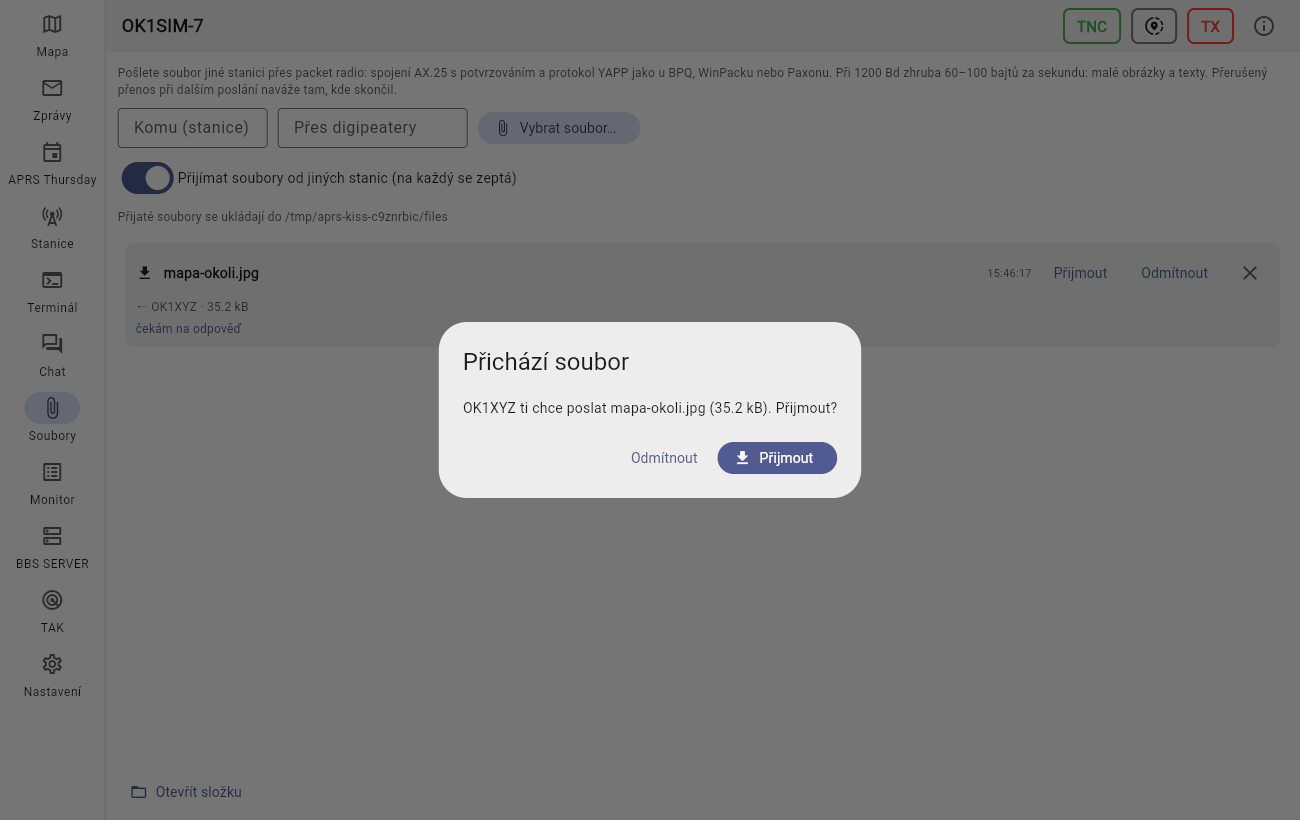 OK1SIM-7
TNC
TX
Mapa
Zprávy
APRS Thursday
Stanice
Terminál
Chat
Soubory
Monitor
BBS SERVER
TAK
Nastavení
Pošlete soubor jiné stanici přes packet radio: spojení AX.25 s potvrzováním a protokol YAPP jako u BPQ, WinPacku nebo Paxonu. Při 1200 Bd zhruba 60–100 bajtů za sekundu: malé obrázky a texty. Přerušený
přenos při dalším poslání naváže tam, kde skončil.
Komu (stanice)
Přes digipeatery
Vybrat soubor…
Přijímat soubory od jiných stanic (na každý se zeptá)
Přijaté soubory se ukládají do /tmp/aprs-kiss-c9znrbic/files
mapa-okoli.jpg
15:46:17
Přijmout
Odmítnout
← OK1XYZ · 35.2 kB
čekám na odpověď
Přichází soubor
OK1XYZ ti chce poslat mapa-okoli.jpg (35.2 kB). Přijmout?
Odmítnout
Přijmout
Otevřít složku